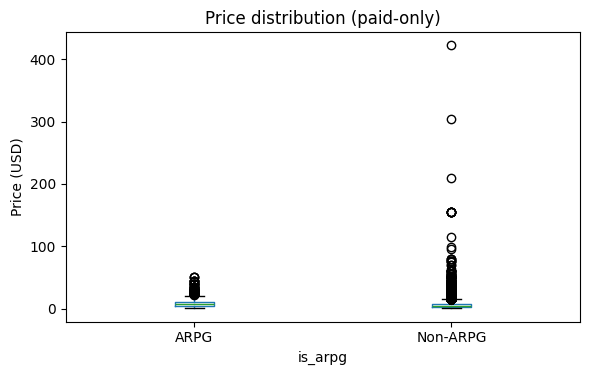 Price distribution (paid-only)
Price (USD)
400
300
200
100
0
ARPG
Non-ARPG
is_arpg